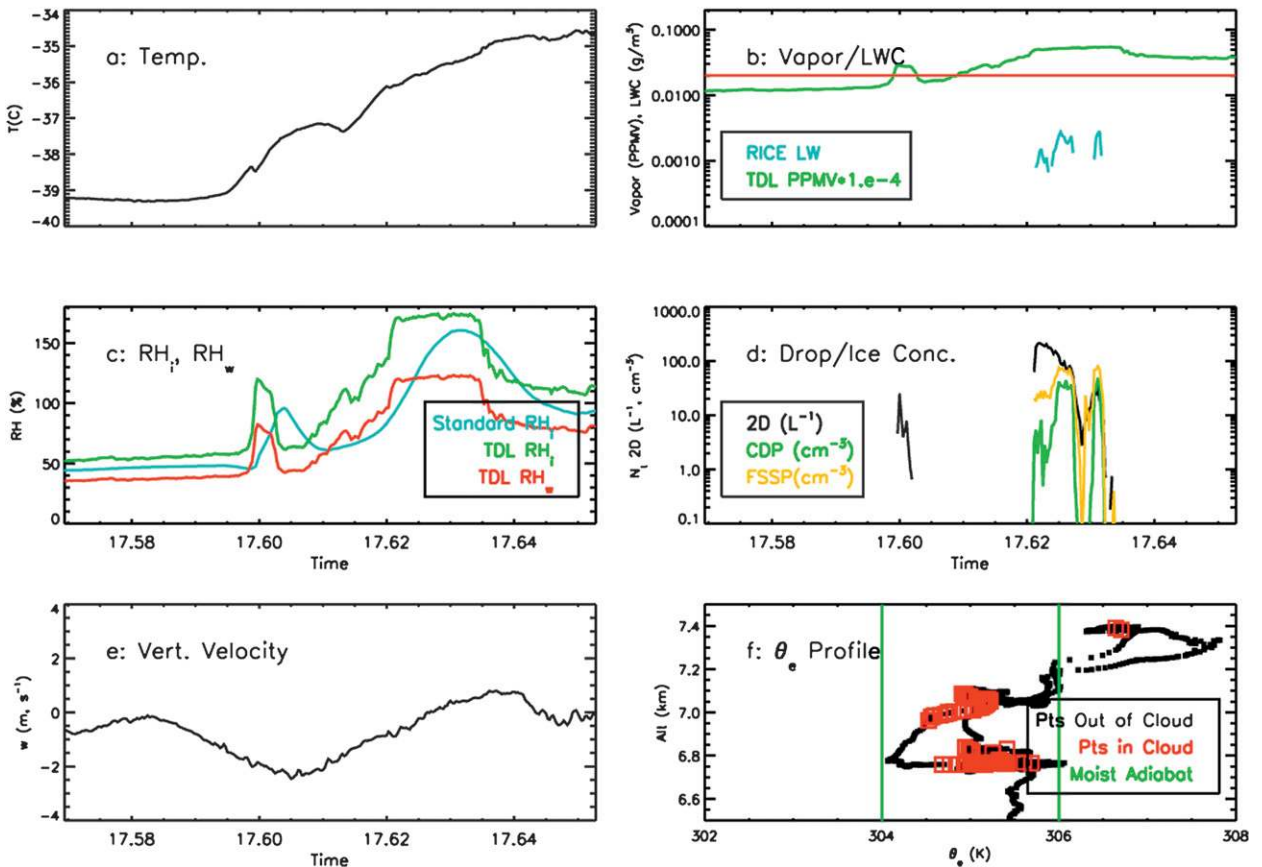 a: Temp.
T(C)
-34
-35
-36
-37
-38
-39
-40
b: Vapor/LWC
Vapor (PPMV), LWC (g/m³)
0.1000
0.0100
0.0010
0.0001
RICE LW
TDL PPMV*1.e-4
c: RHᵢ, RH_w
RH (%)
150
100
50
0
Standard RHᵢ
TDL RHᵢ
TDL RH_w
17.58 17.60 17.62 17.64
Time
d: Drop/Ice Conc.
Nᵢ 2D (L⁻¹, cm⁻³)
1000.0
100.0
10.0
1.0
0.1
2D (L⁻¹)
CDP (cm⁻³)
FSSP(cm⁻³)
17.58 17.60 17.62 17.64
Time
e: Vert. Velocity
w (m, s⁻¹)
4
2
0
-2
-4
17.58 17.60 17.62 17.64
Time
f: θₑ Profile
Alt (km)
7.4
7.2
7.0
6.8
6.6
Pts Out of Cloud
Pts in Cloud
Moist Adiabat
302 304 306 308
θₑ (K)